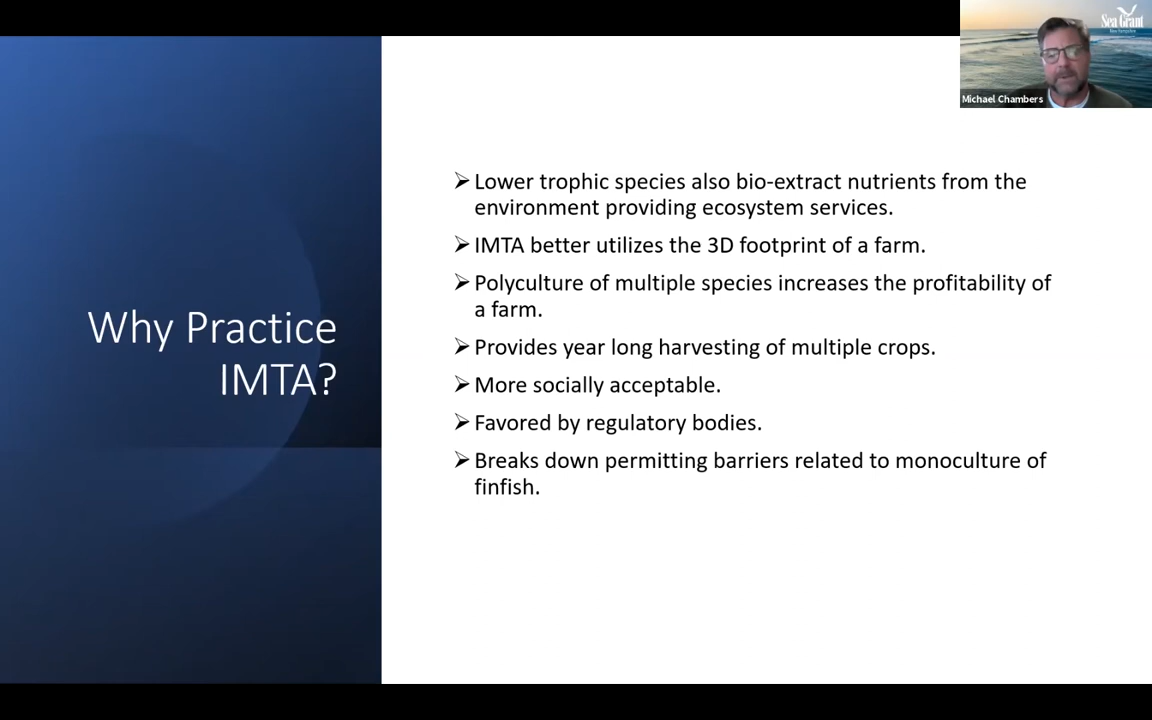 Sea Grant
New Hampshire
Michael Chambers
Why Practice
IMTA?
➢ Lower trophic species also bio-extract nutrients from the
environment providing ecosystem services.
➢ IMTA better utilizes the 3D footprint of a farm.
➢ Polyculture of multiple species increases the profitability of
a farm.
➢ Provides year long harvesting of multiple crops.
➢ More socially acceptable.
➢ Favored by regulatory bodies.
➢ Breaks down permitting barriers related to monoculture of
finfish.